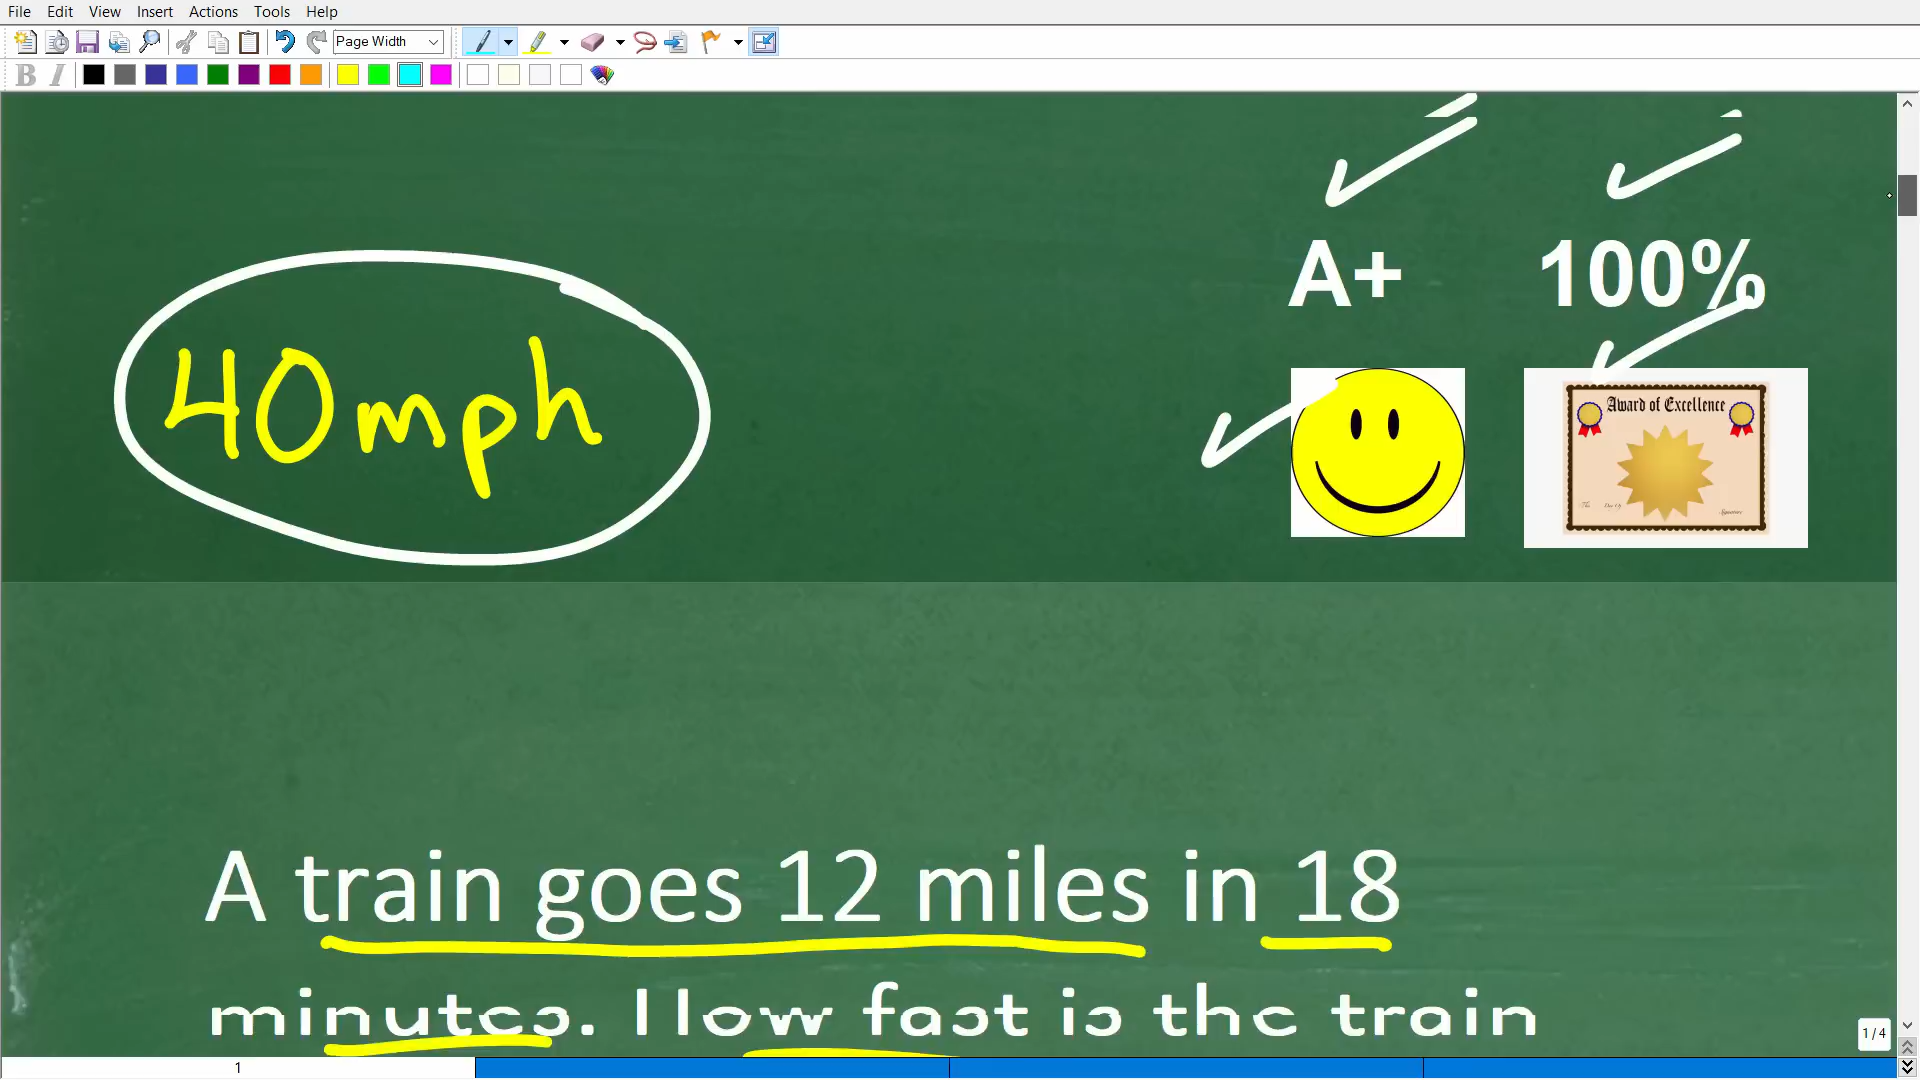 File Edit View Insert Actions Tools Help
Page Width
B I
A+ 100%
40mph
Award of Excellence
A train goes 12 miles in 18
minutes. How fast is the train
1 / 4
1